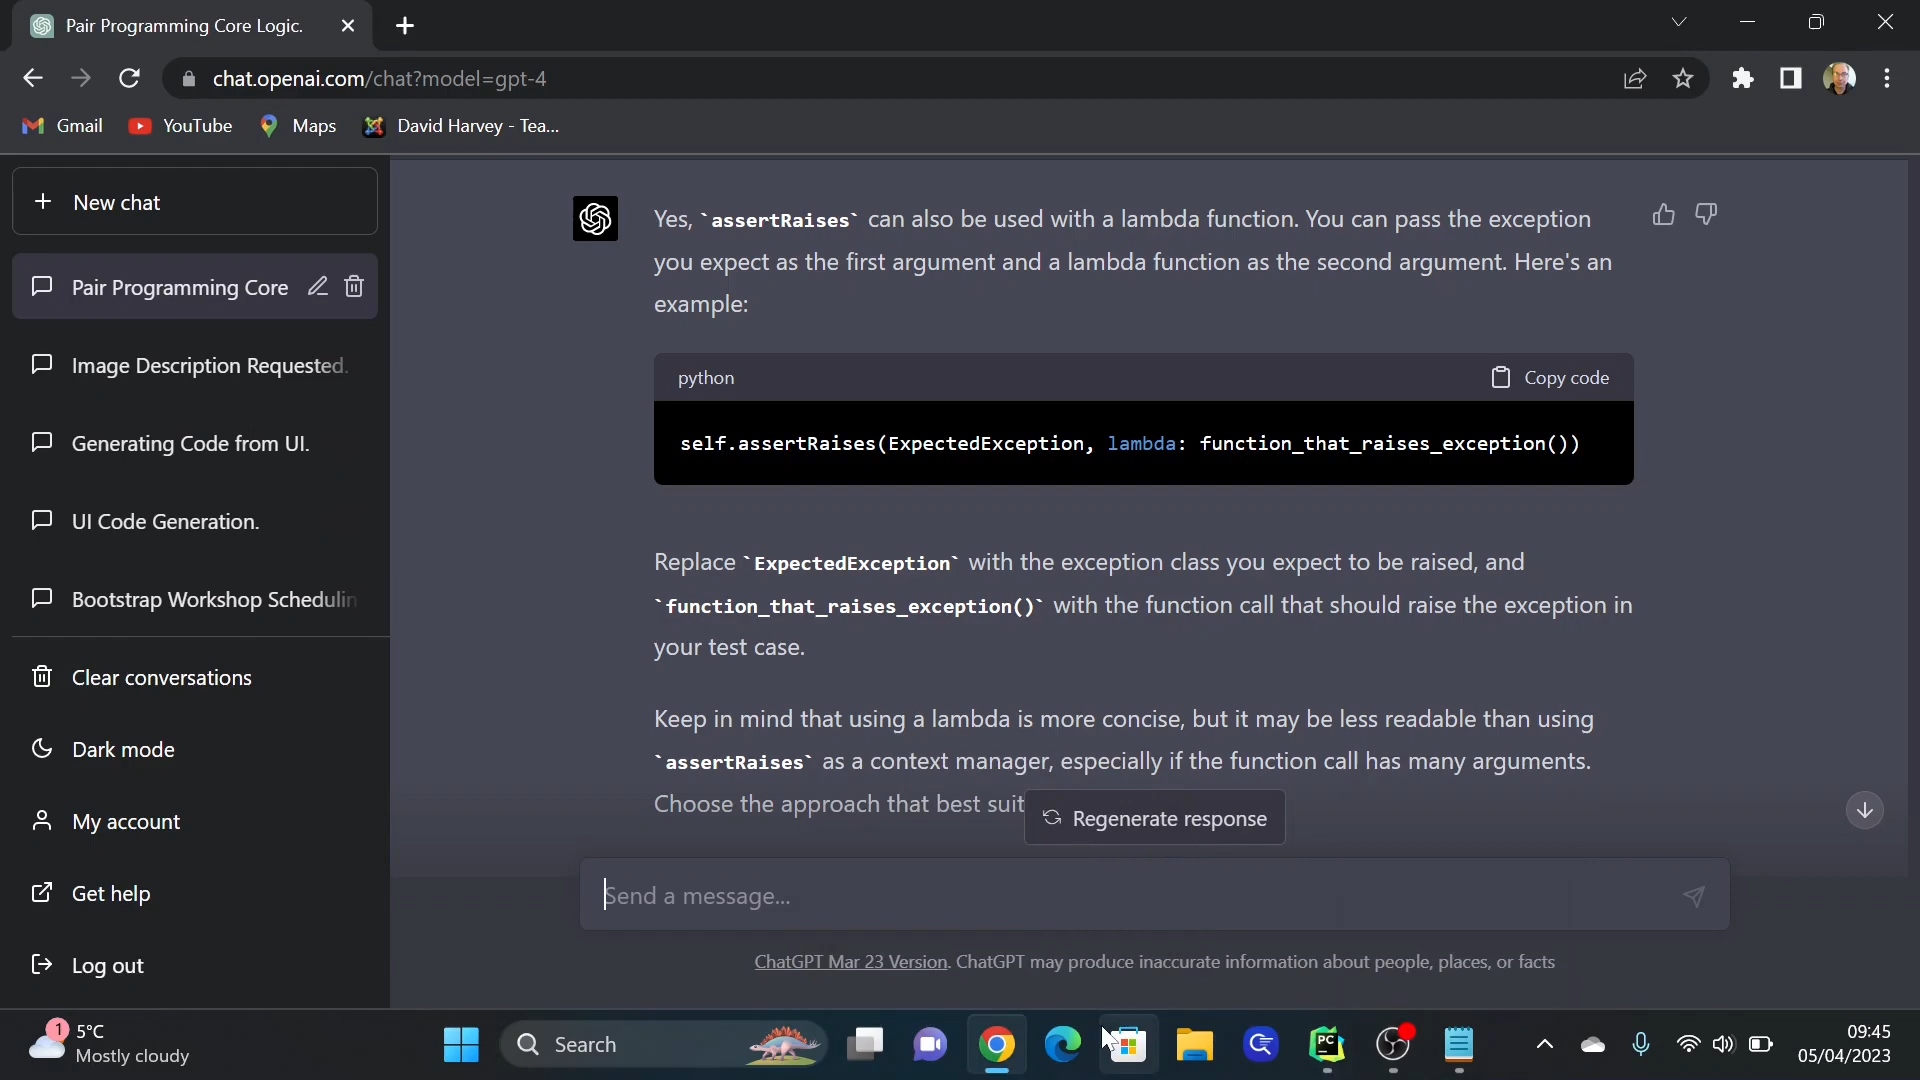 Pair Programming Core Logic.
chat.openai.com/chat?model=gpt-4
Gmail
YouTube
Maps
David Harvey - Tea...
New chat
Pair Programming Core
Image Description Requested.
Generating Code from UI.
UI Code Generation.
Bootstrap Workshop Schedulin
Clear conversations
Dark mode
My account
Get help
Log out
Yes, `assertRaises` can also be used with a lambda function. You can pass the exception
you expect as the first argument and a lambda function as the second argument. Here's an
example:
python
Copy code
self.assertRaises(ExpectedException, lambda: function_that_raises_exception())
Replace `ExpectedException` with the exception class you expect to be raised, and
`function_that_raises_exception()` with the function call that should raise the exception in
your test case.
Keep in mind that using a lambda is more concise, but it may be less readable than using
`assertRaises` as a context manager, especially if the function call has many arguments.
Choose the approach that best suit
Regenerate response
Send a message...
ChatGPT Mar 23 Version. ChatGPT may produce inaccurate information about people, places, or facts
1
5°C
Mostly cloudy
Search
PC
09:45
05/04/2023